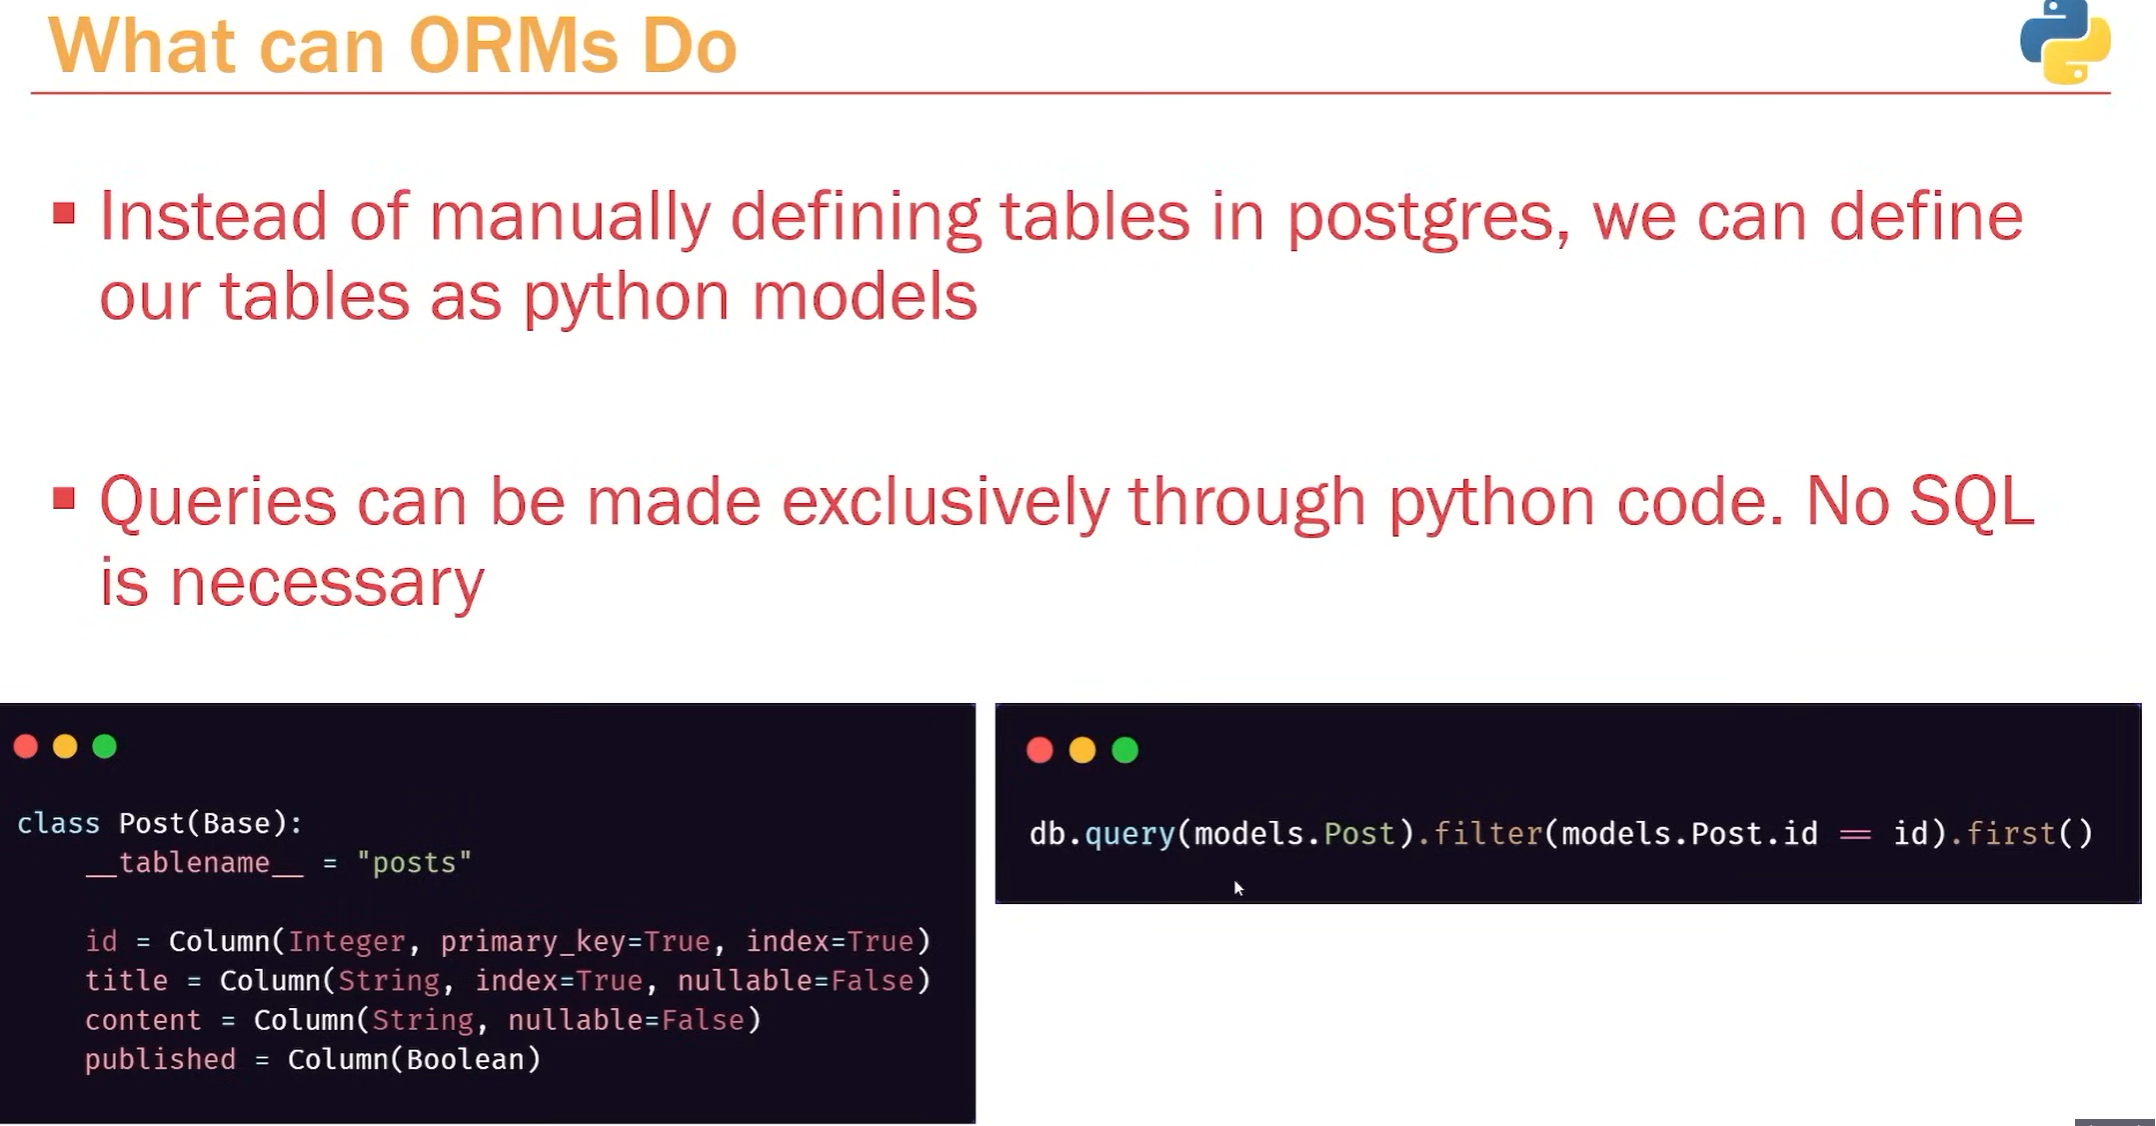 What can ORMs Do
▪ Instead of manually defining tables in postgres, we can define
our tables as python models
▪ Queries can be made exclusively through python code. No SQL
is necessary
class Post(Base):
    __tablename__ = "posts"
    id = Column(Integer, primary_key=True, index=True)
    title = Column(String, index=True, nullable=False)
    content = Column(String, nullable=False)
    published = Column(Boolean)
db.query(models.Post).filter(models.Post.id == id).first()